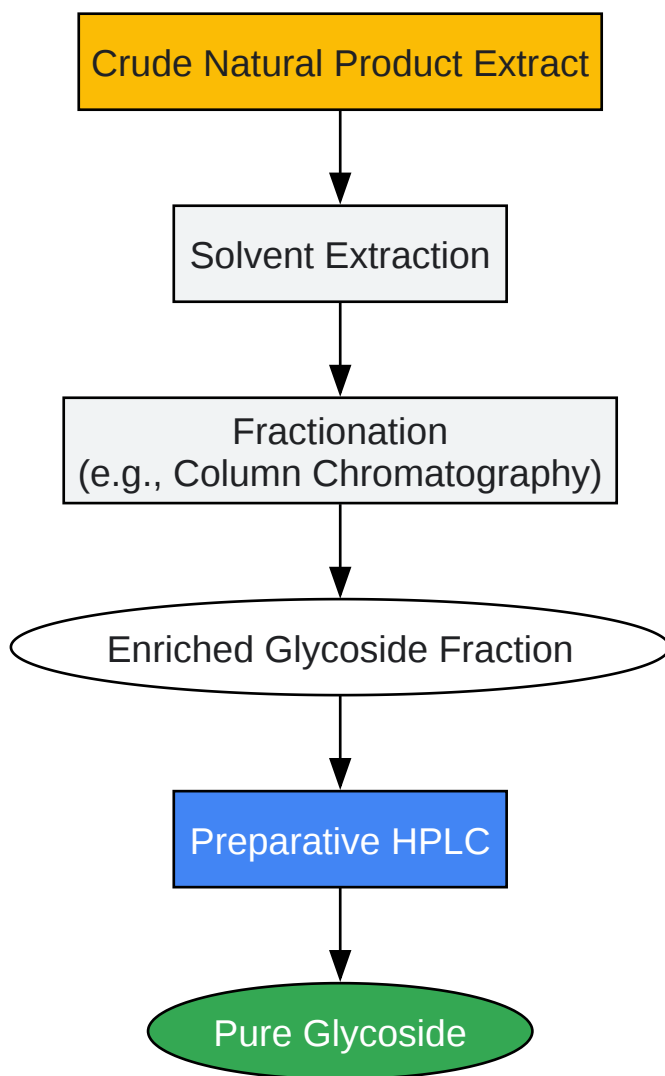 Crude Natural Product Extract
Solvent Extraction
Fractionation
(e.g., Column Chromatography)
Enriched Glycoside Fraction
Preparative HPLC
Pure Glycoside